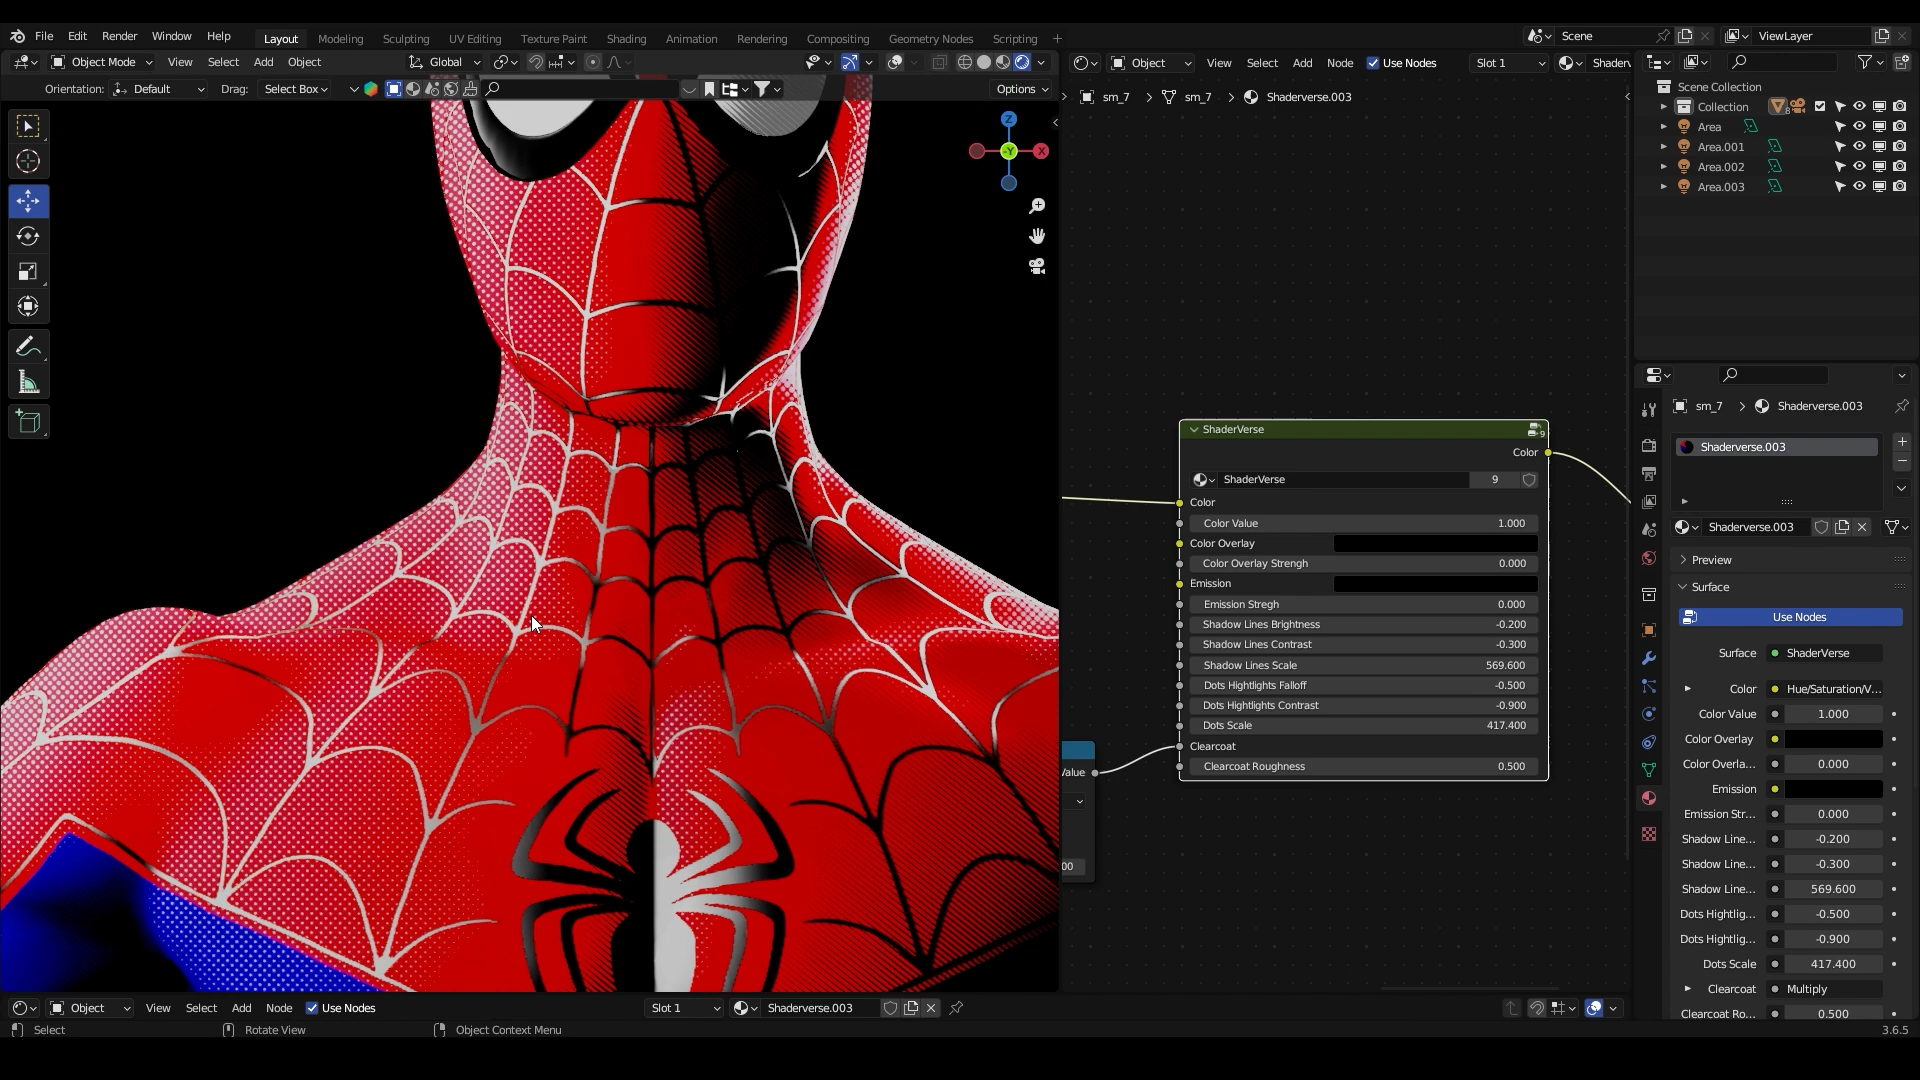 File Edit Render Window Help Layout Modeling Sculpting UV Editing Texture Paint Shading Animation Rendering Compositing Geometry Nodes Scripting + Scene ViewLayer
Object Mode View Select Add Object Global Object View Select Add Node Use Nodes Slot 1 Shaderv
Orientation: Default Drag: Select Box Options
sm_7 > sm_7 > Shaderverse.003
Z
-Y
X
Scene Collection
Collection 8
Area
Area.001
Area.002
Area.003
ShaderVerse 9
Color
ShaderVerse 9
Color
Color Value 1.000
Color Overlay
Color Overlay Strengh 0.000
Emission
Emission Stregh 0.000
Shadow Lines Brightness -0.200
Shadow Lines Contrast -0.300
Shadow Lines Scale 569.600
Dots Hightlights Falloff -0.500
Dots Hightlights Contrast -0.900
Dots Scale 417.400
Clearcoat
Clearcoat Roughness 0.500
Value
00
sm_7 > Shaderverse.003
Shaderverse.003
Shaderverse.003
Preview
Surface
Use Nodes
Surface ShaderVerse
Color Hue/Saturation/V...
Color Value 1.000
Color Overlay
Color Overla... 0.000
Emission
Emission Str... 0.000
Shadow Line... -0.200
Shadow Line... -0.300
Shadow Line... 569.600
Dots Hightlig... -0.500
Dots Hightlig... -0.900
Dots Scale 417.400
Clearcoat Multiply
Clearcoat Ro... 0.500
Object View Select Add Node Use Nodes Slot 1 Shaderverse.003
Select Rotate View Object Context Menu 3.6.5